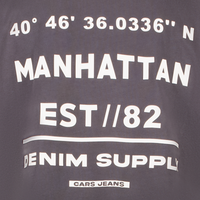 40° 46' 36.0336'' N
MANHATTAN
EST//82
DENIM SUPPLY
CARS JEANS